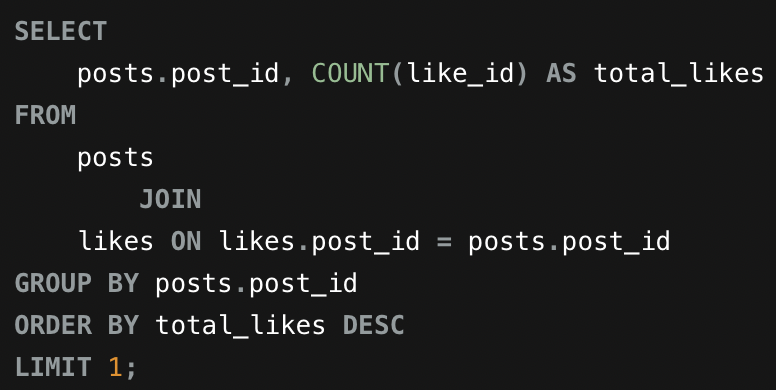 SELECT
    posts.post_id, COUNT(like_id) AS total_likes
FROM
    posts
        JOIN
    likes ON likes.post_id = posts.post_id
GROUP BY posts.post_id
ORDER BY total_likes DESC
LIMIT 1;